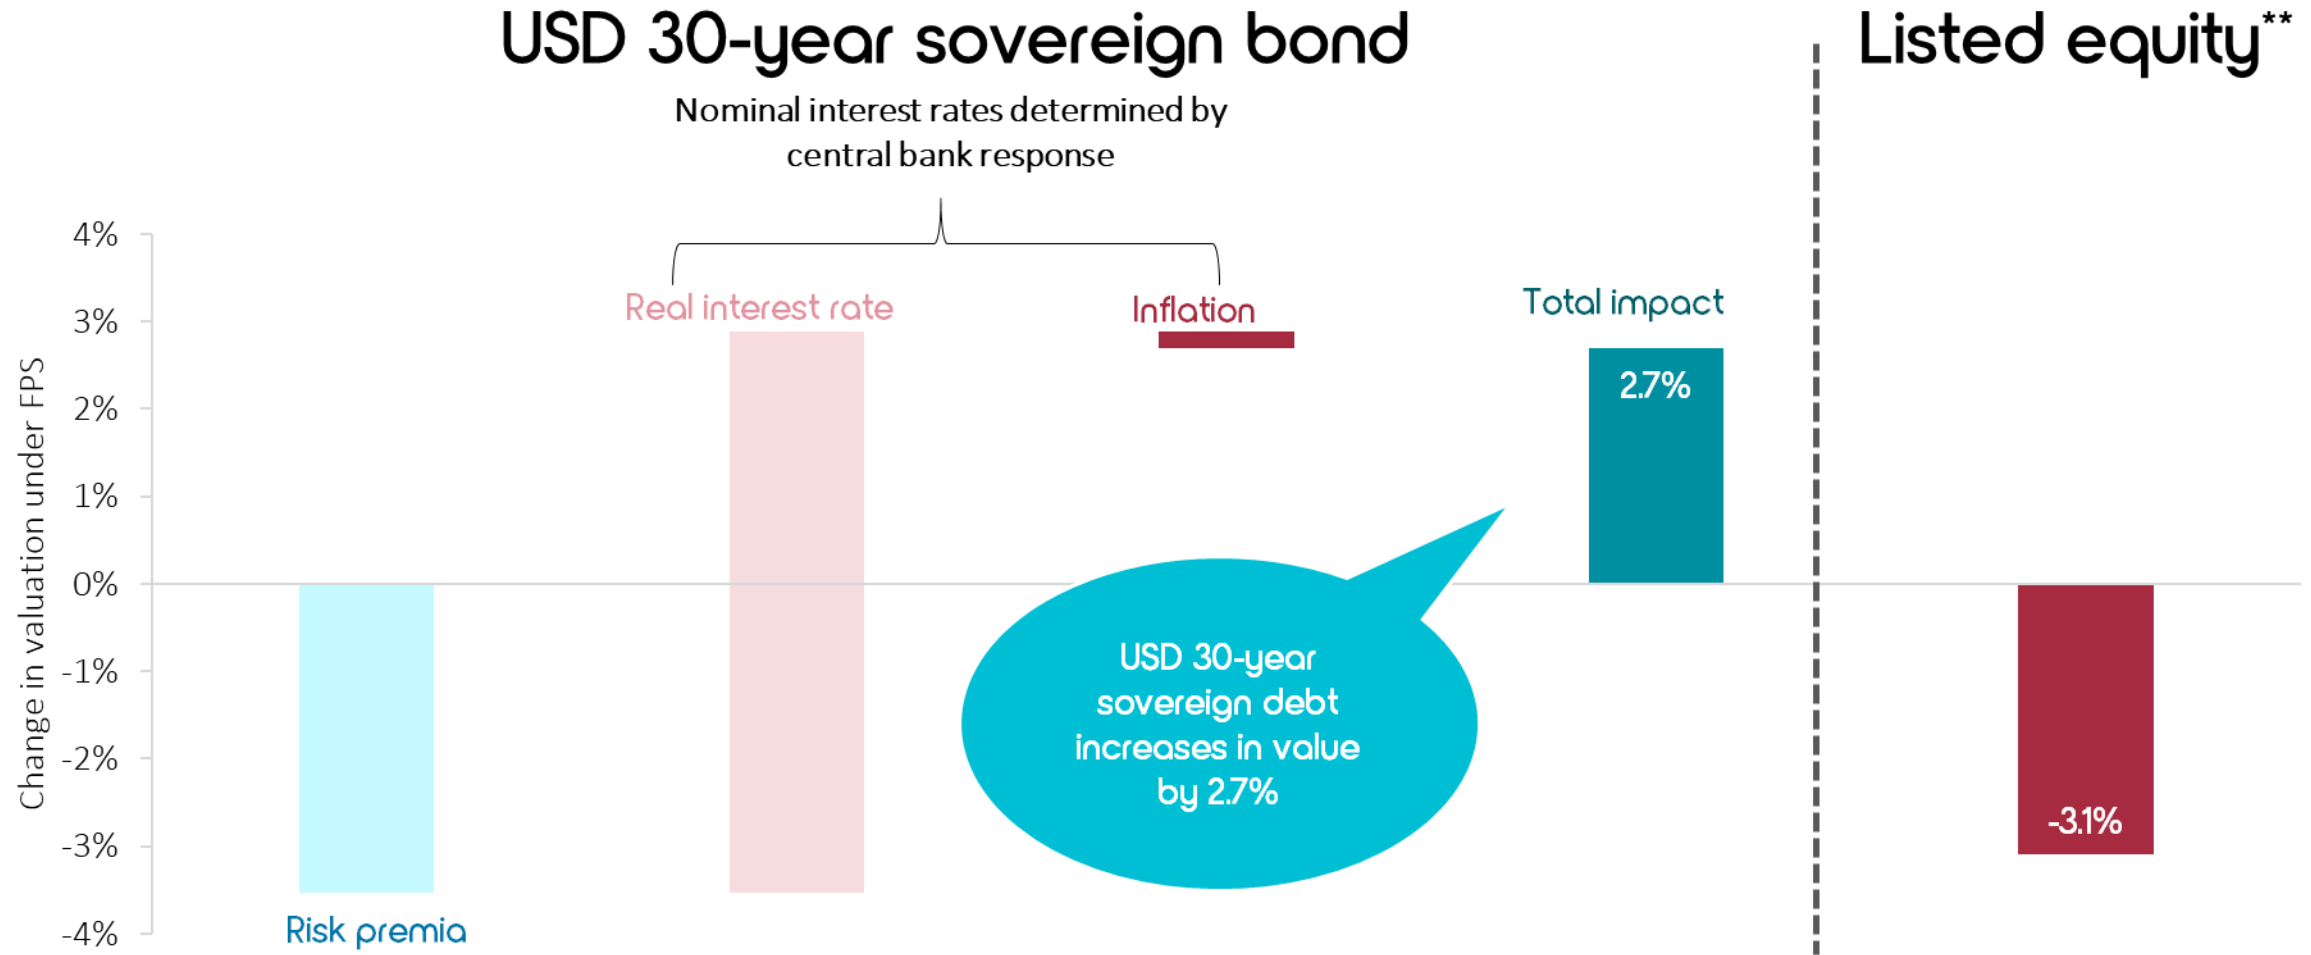 USD 30-year sovereign bond
Listed equity**
Nominal interest rates determined by
central bank response
Change in valuation under FPS
4%
3%
2%
1%
0%
-1%
-2%
-3%
-4%
Risk premia
Real interest rate
Inflation
Total impact
2.7%
USD 30-year
sovereign debt
increases in value
by 2.7%
-3.1%